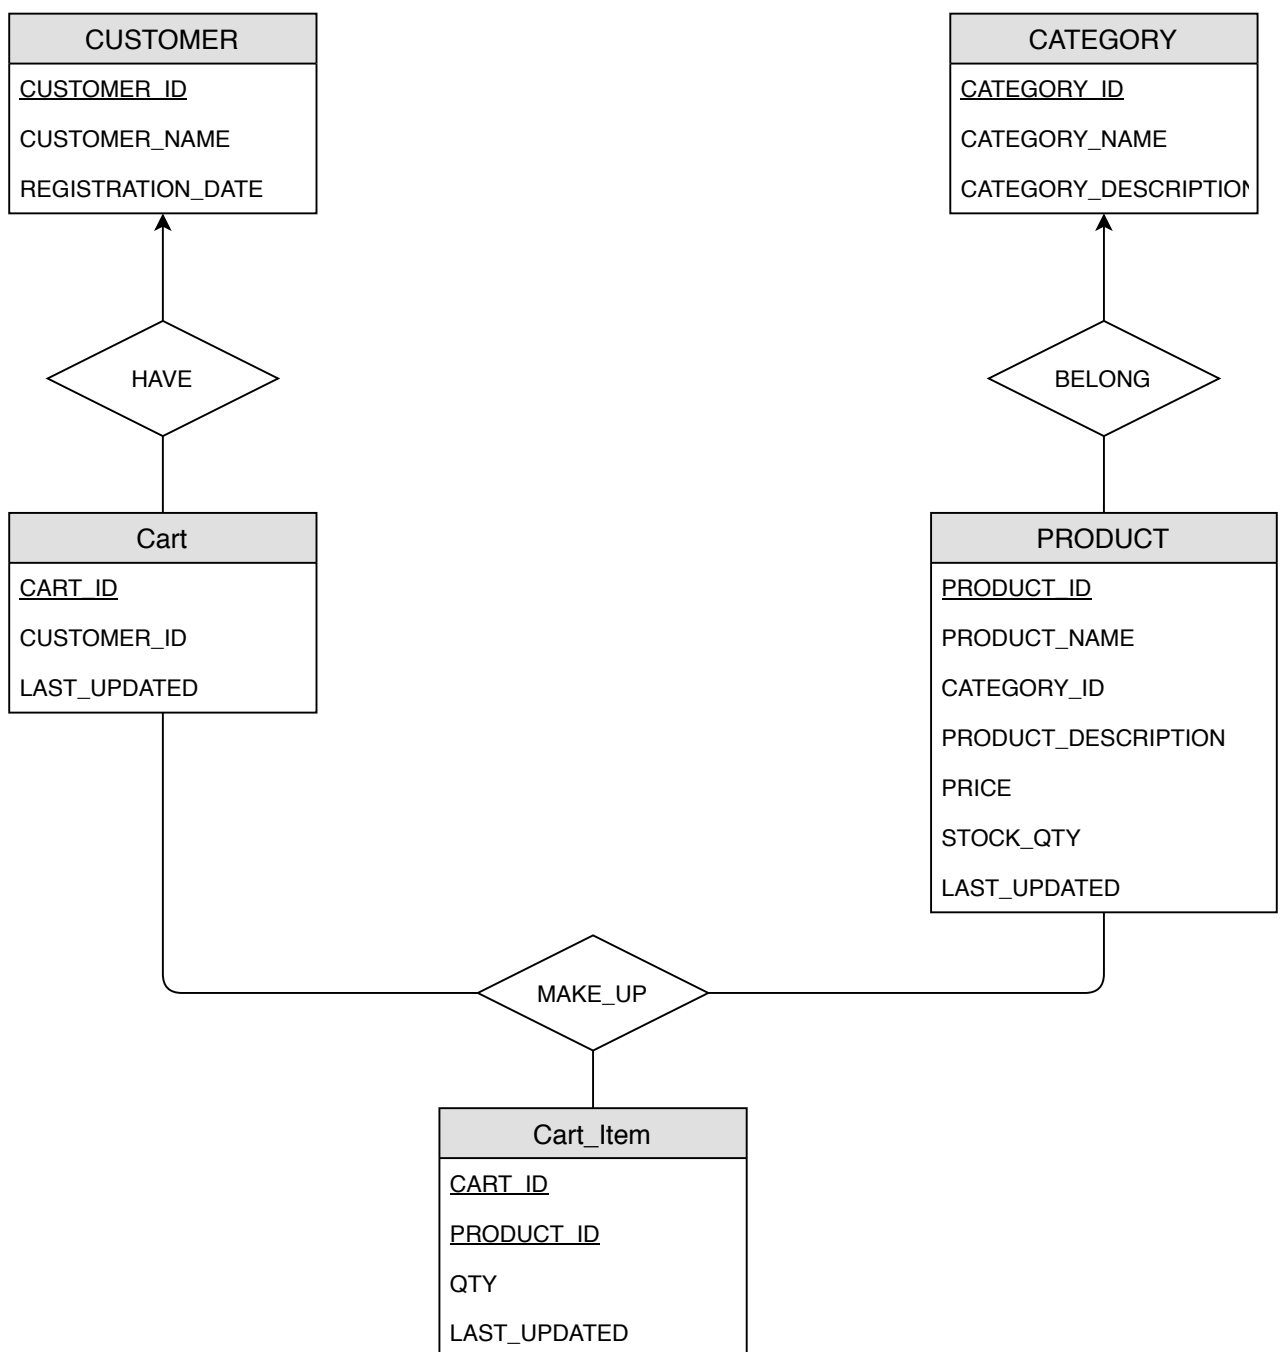 CUSTOMER
CUSTOMER_ID
CUSTOMER_NAME
REGISTRATION_DATE
CATEGORY
CATEGORY_ID
CATEGORY_NAME
CATEGORY_DESCRIPTION
HAVE
BELONG
Cart
CART_ID
CUSTOMER_ID
LAST_UPDATED
PRODUCT
PRODUCT_ID
PRODUCT_NAME
CATEGORY_ID
PRODUCT_DESCRIPTION
PRICE
STOCK_QTY
LAST_UPDATED
MAKE_UP
Cart_Item
CART_ID
PRODUCT_ID
QTY
LAST_UPDATED